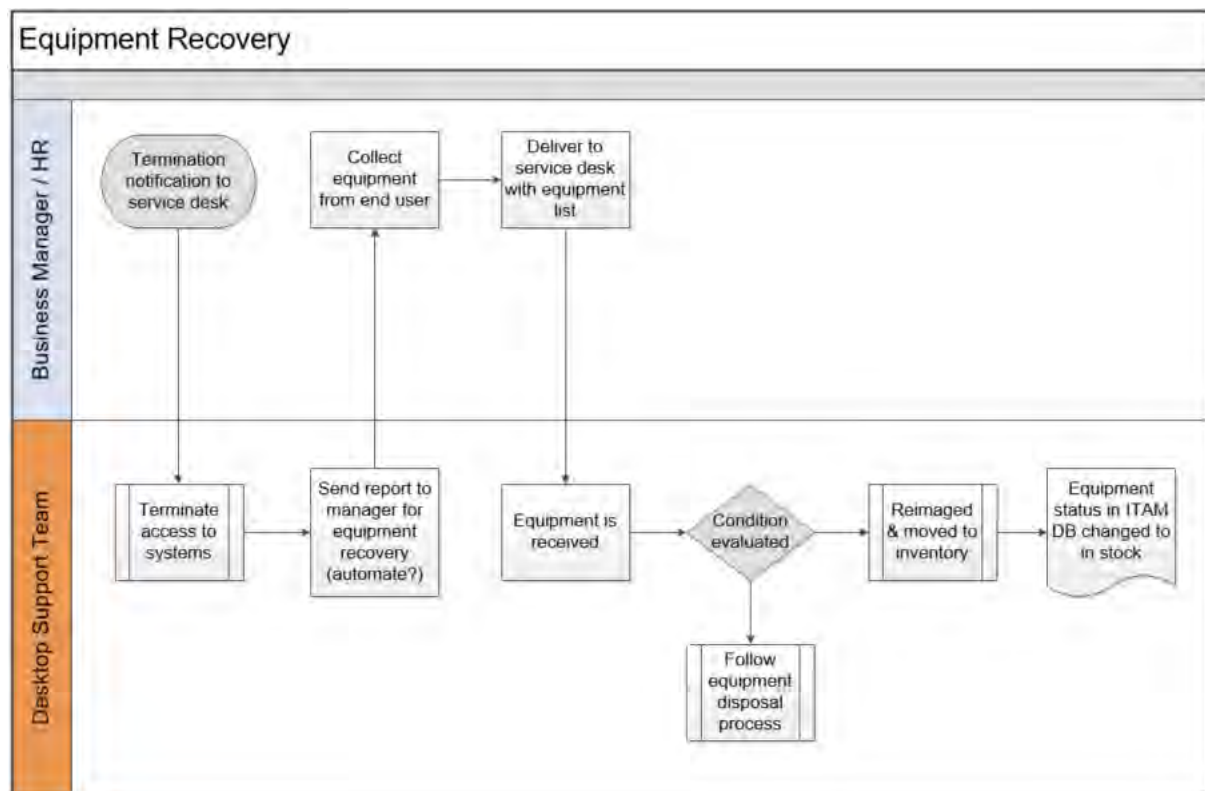 Equipment Recovery
Business Manager / HR
Termination
notification to
service desk
Collect
equipment
from end user
Deliver to
service desk
with equipment
list
Desktop Support Team
Terminate
access to
systems
Send report to
manager for
equipment
recovery
(automate?)
Equipment is
received
Condition
evaluated
Reimaged
& moved to
inventory
Equipment
status in ITAM
DB changed to
in stock
Follow
equipment
disposal
process